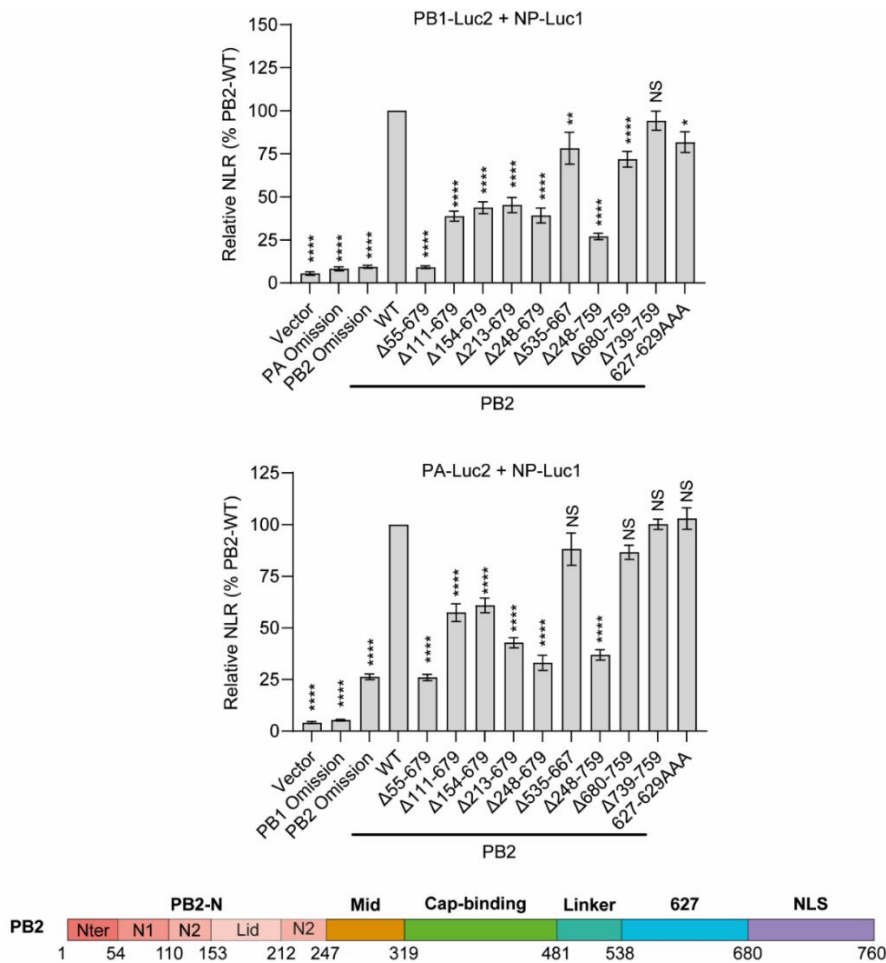 PB1-Luc2 + NP-Luc1
Relative NLR (% PB2-WT)
150
125
100
75
50
25
0
****
****
****
****
****
****
****
****
**
****
****
NS
*
Vector
PA Omission
PB2 Omission
WT
Δ55-679
Δ111-679
Δ154-679
Δ213-679
Δ248-679
Δ535-667
Δ248-759
Δ680-759
Δ739-759
627-629AAA
PB2
PA-Luc2 + NP-Luc1
Relative NLR (% PB2-WT)
125
100
75
50
25
0
****
****
****
****
****
****
****
****
NS
****
NS
NS
NS
Vector
PB1 Omission
PB2 Omission
WT
Δ55-679
Δ111-679
Δ154-679
Δ213-679
Δ248-679
Δ535-667
Δ248-759
Δ680-759
Δ739-759
627-629AAA
PB2
PB2-N Mid Cap-binding Linker 627 NLS
PB2 Nter N1 N2 Lid N2
1 54 110 153 212 247 319 481 538 680 760